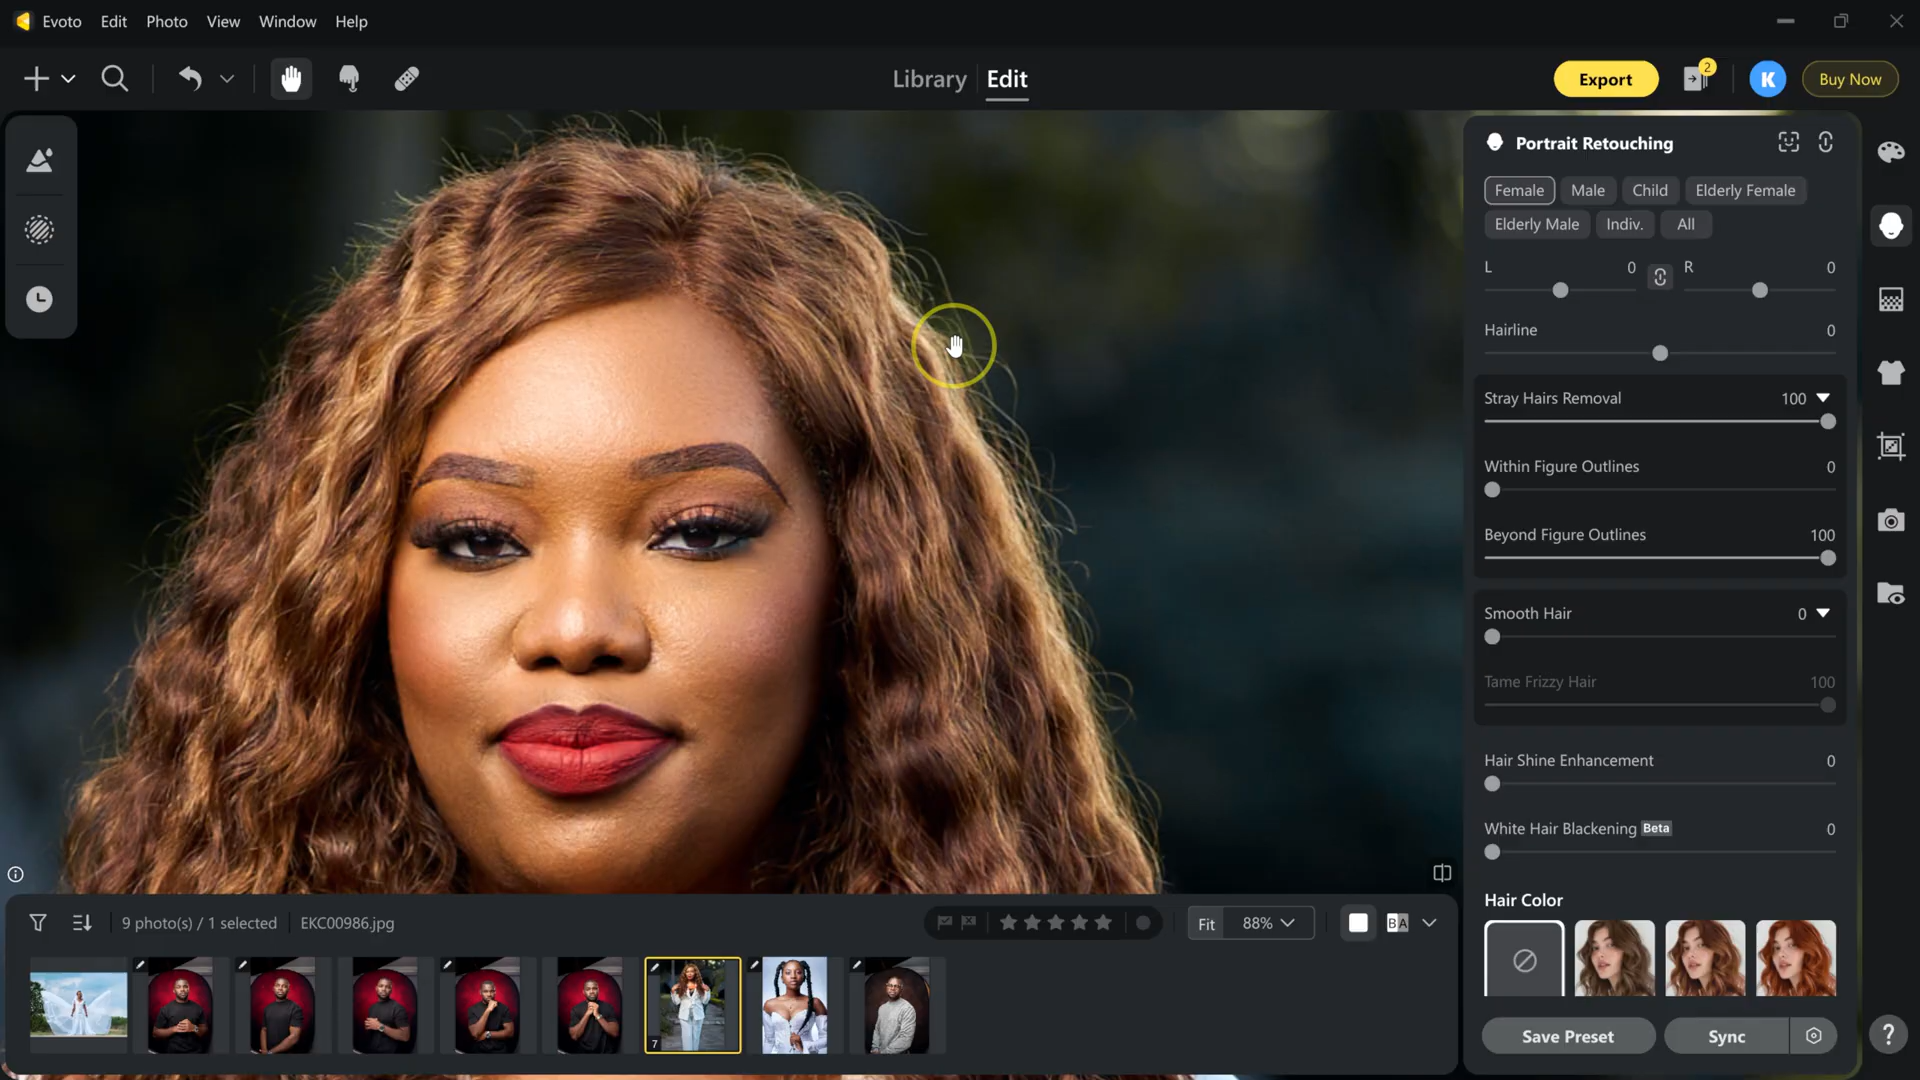 Evoto Edit Photo View Window Help
Library Edit
Export 2 K Buy Now
Portrait Retouching
Female Male Child Elderly Female
Elderly Male Indiv. All
L 0 R 0
Hairline 0
Stray Hairs Removal 100
Within Figure Outlines 0
Beyond Figure Outlines 100
Smooth Hair 0
Tame Frizzy Hair 100
Hair Shine Enhancement 0
White Hair Blackening Beta 0
Hair Color
9 photo(s) / 1 selected EKC00986.jpg
Fit 88% B A
7
Save Preset Sync ?